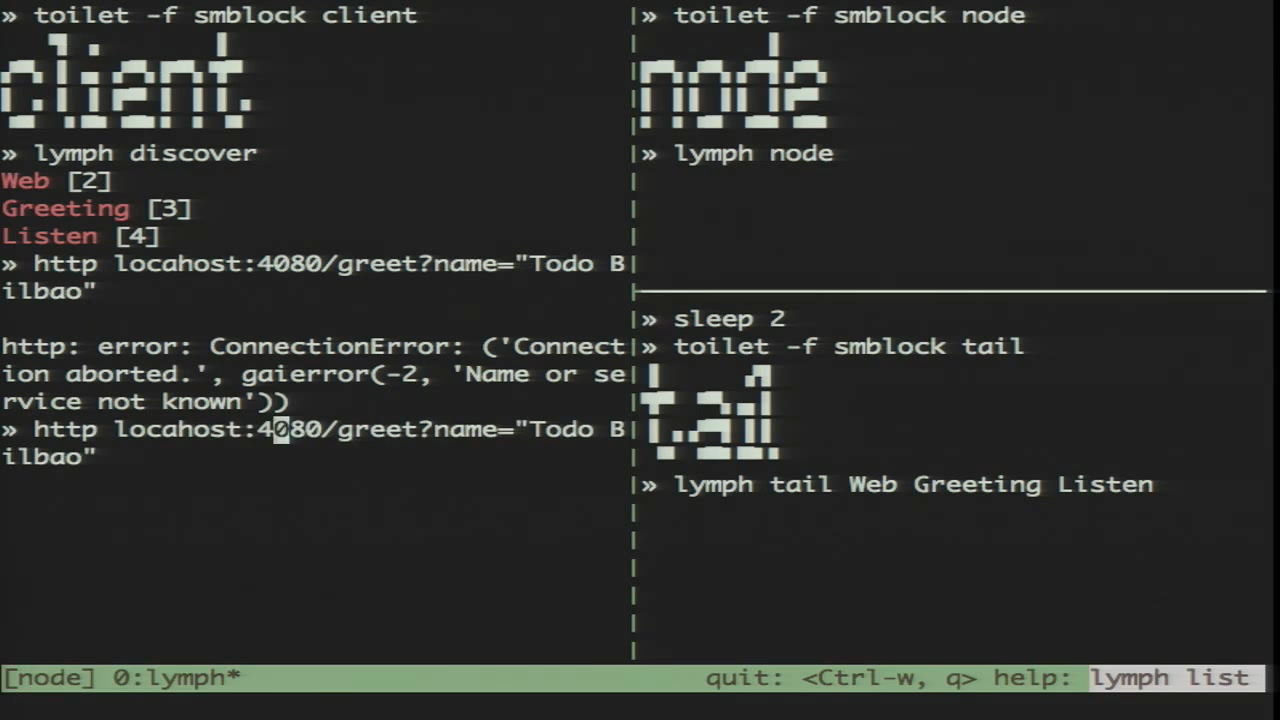 » toilet -f smblock client
client
» lymph discover
Web [2]
Greeting [3]
Listen [4]
» http locahost:4080/greet?name="Todo B
ilbao"
http: error: ConnectionError: ('Connect
ion aborted.', gaierror(-2, 'Name or se
rvice not known'))
» http locahost:4080/greet?name="Todo B
ilbao"
» toilet -f smblock node
node
» lymph node
» sleep 2
» toilet -f smblock tail
tail
» lymph tail Web Greeting Listen
[node] 0:lymph* quit: <Ctrl-w, q> help: lymph list